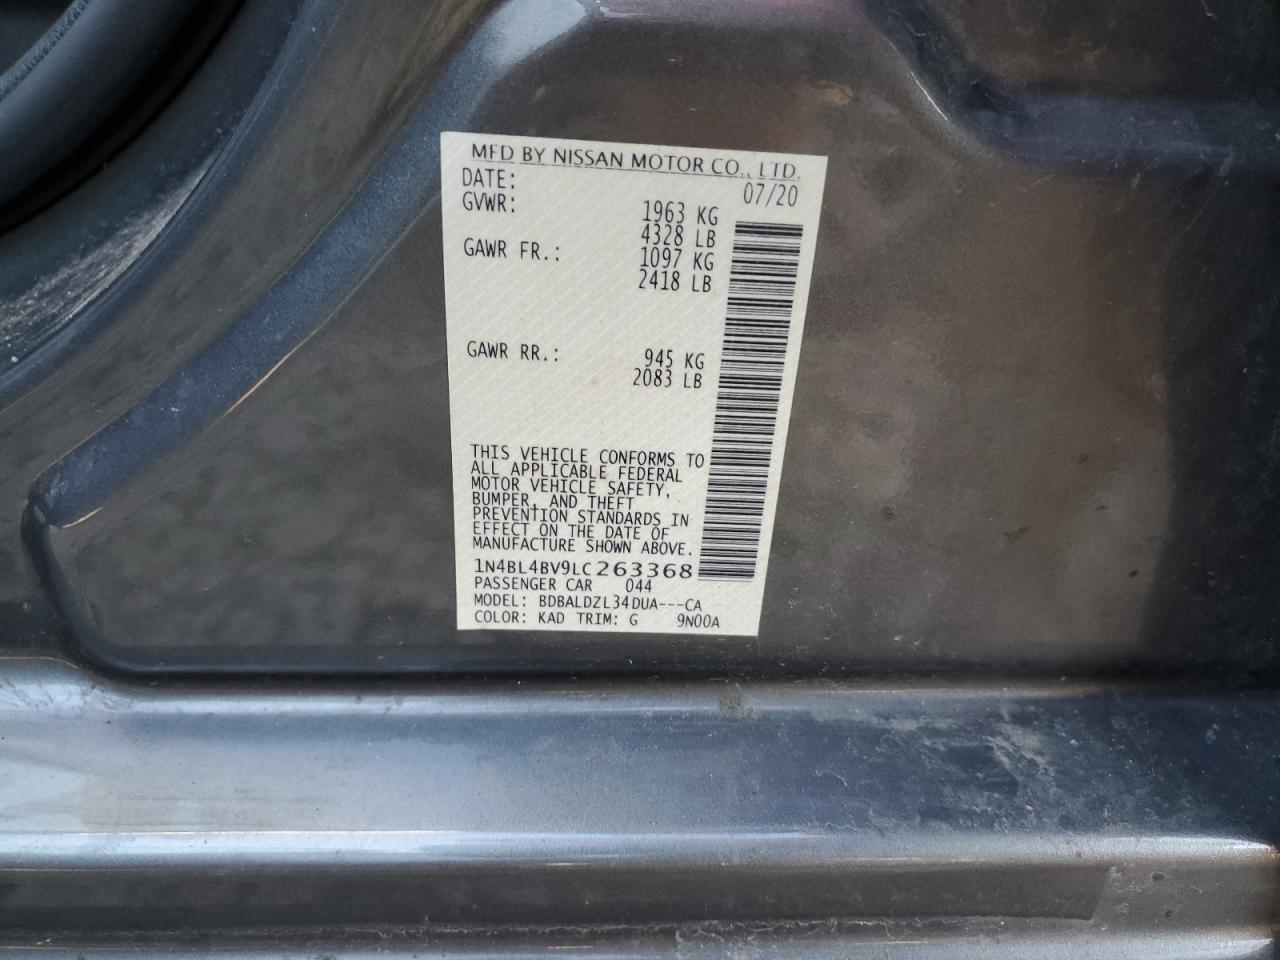 MFD BY NISSAN MOTOR CO., LTD.
DATE: 07/20
GVWR: 1963 KG
4328 LB
GAWR FR.: 1097 KG
2418 LB
GAWR RR.: 945 KG
2083 LB
THIS VEHICLE CONFORMS TO
ALL APPLICABLE FEDERAL
MOTOR VEHICLE SAFETY,
BUMPER, AND THEFT
PREVENTION STANDARDS IN
EFFECT ON THE DATE OF
MANUFACTURE SHOWN ABOVE.
1N4BL4BV9LC263368
PASSENGER CAR 044
MODEL: BDBALDZL34DUA---CA
COLOR: KAD TRIM: G 9N00A